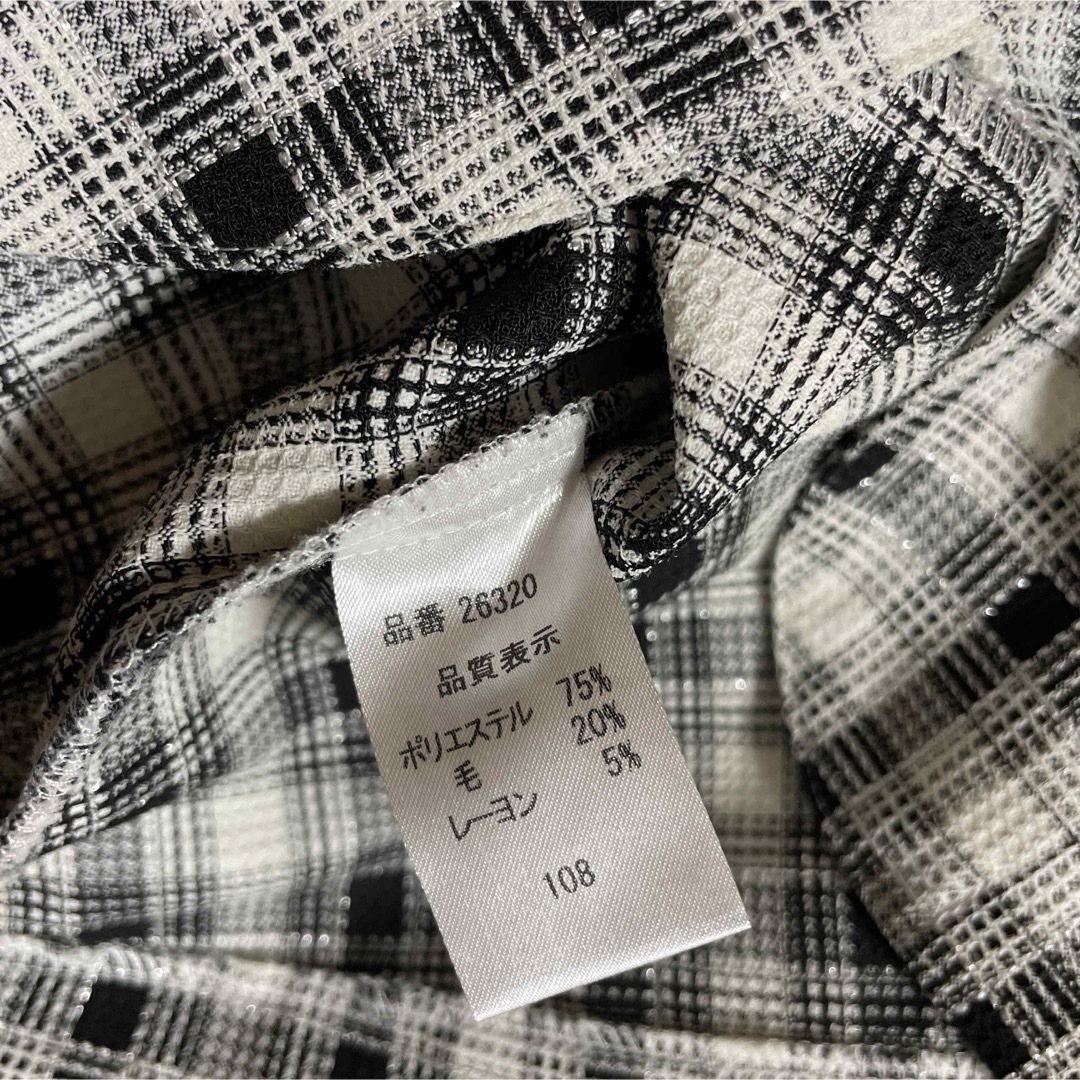 品番 26320
品質表示
ポリエステル 75%
毛 20%
レーヨン 5%
108